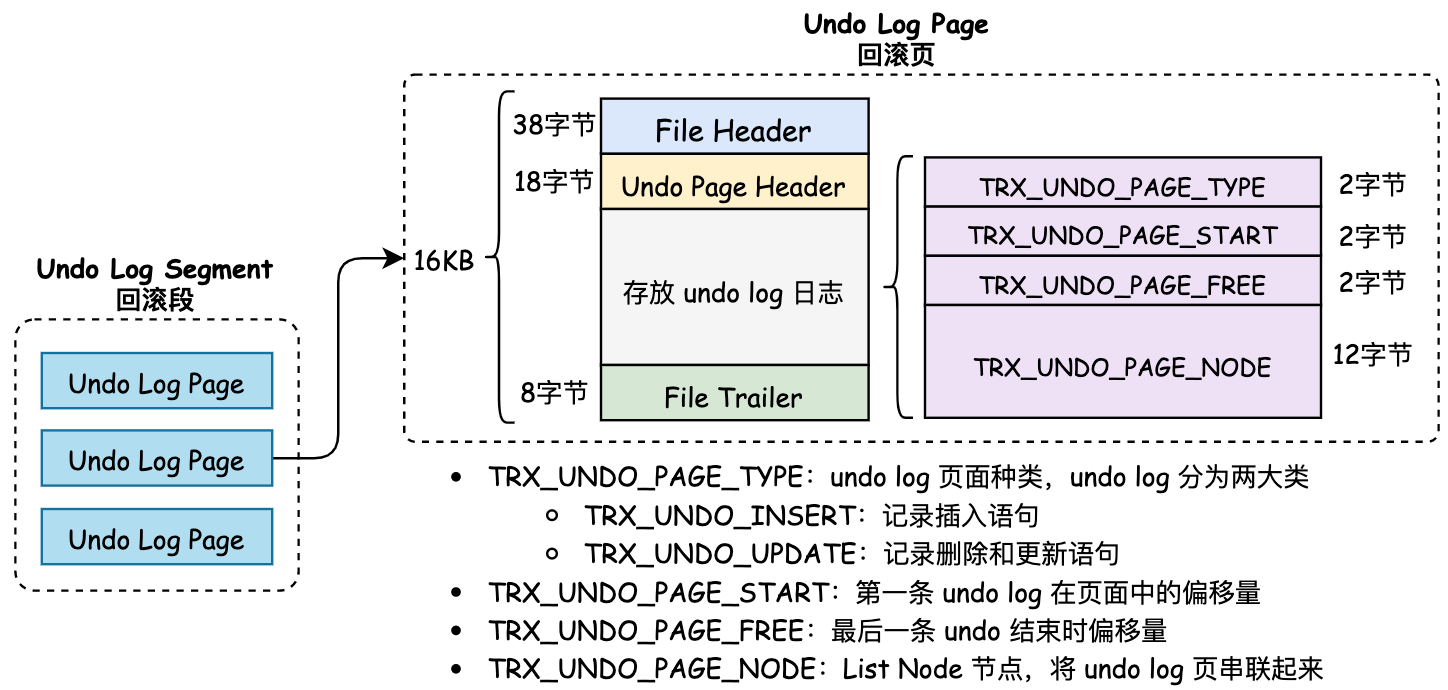 Undo Log Page
回滚页
38字节
File Header
18字节
Undo Page Header
16KB
存放 undo log 日志
8字节
File Trailer
TRX_UNDO_PAGE_TYPE
2字节
TRX_UNDO_PAGE_START
2字节
TRX_UNDO_PAGE_FREE
2字节
TRX_UNDO_PAGE_NODE
12字节
Undo Log Segment
回滚段
Undo Log Page
Undo Log Page
Undo Log Page
• TRX_UNDO_PAGE_TYPE：undo log 页面种类，undo log 分为两大类
○ TRX_UNDO_INSERT：记录插入语句
○ TRX_UNDO_UPDATE：记录删除和更新语句
• TRX_UNDO_PAGE_START：第一条 undo log 在页面中的偏移量
• TRX_UNDO_PAGE_FREE：最后一条 undo 结束时偏移量
• TRX_UNDO_PAGE_NODE：List Node 节点，将 undo log 页串联起来